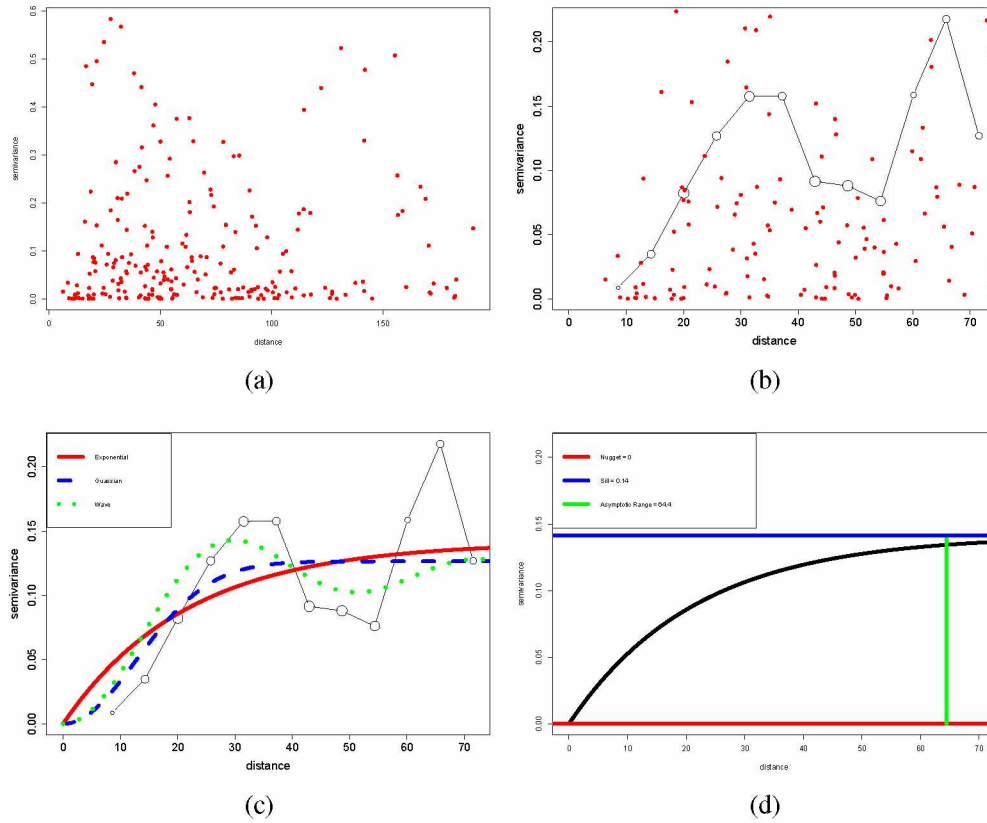 0.6
0.5
0.4
0.3
0.2
0.1
0.0
semivariance
0 50 100 150
distance
(a)
0.20
0.15
0.10
0.05
0.00
semivariance
0 10 20 30 40 50 60 70
distance
(b)
Exponential
Guassian
Wave
0.20
0.15
0.10
0.05
0.00
semivariance
0 10 20 30 40 50 60 70
distance
(c)
Nugget = 0
Sill = 0.14
Asymptotic Range = 64.4
0.20
0.15
0.10
0.05
0.00
semivariance
0 10 20 30 40 50 60 70
distance
(d)